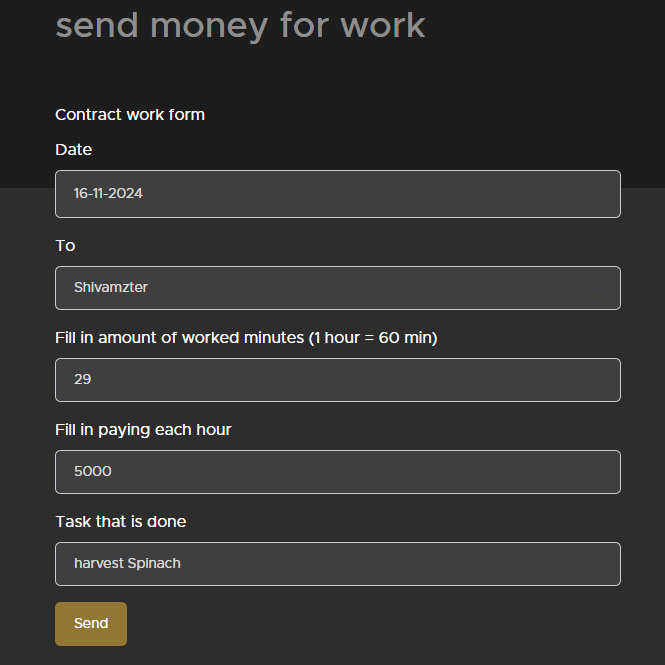 send money for work
Contract work form
Date
16-11-2024
To
Shivamzter
Fill in amount of worked minutes (1 hour = 60 min)
29
Fill in paying each hour
5000
Task that is done
harvest Spinach
Send